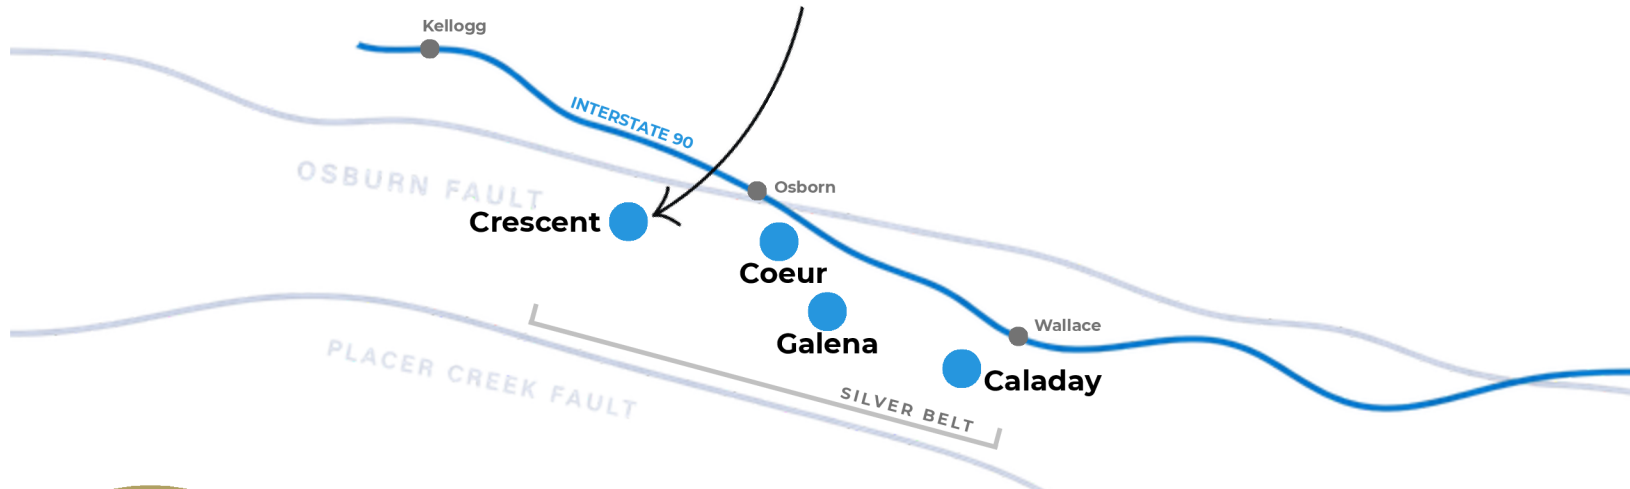 Kellogg
INTERSTATE 90
OSBURN FAULT
Osborn
Crescent
Coeur
Galena
Wallace
Caladay
PLACER CREEK FAULT
SILVER BELT